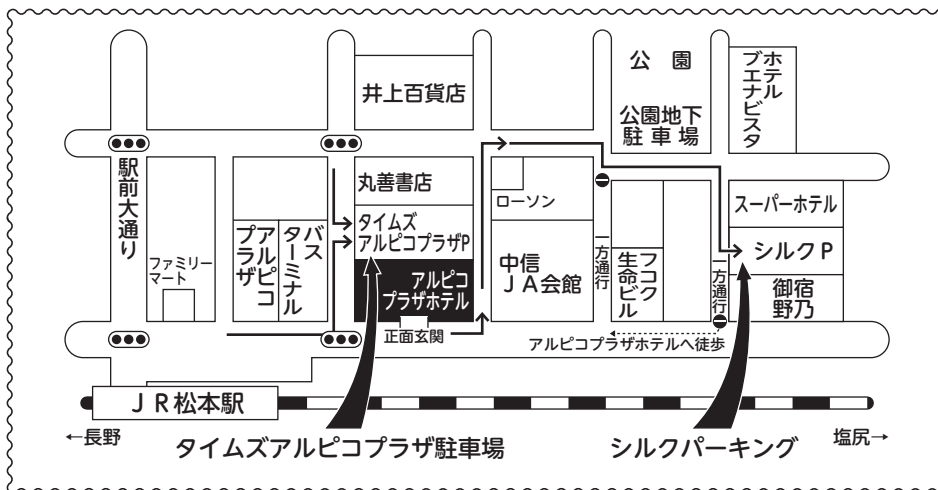 公園
ホテル
ブエナビスタ
井上百貨店
公園地下
駐車場
駅前大通り
丸善書店
ローソン
スーパーホテル
タイムズ
アルピコプラザP
バス
ターミナル
アルピコ
プラザ
ファミリー
マート
アルピコ
プラザホテル
中信
JA会館
一方通行
フコク
生命ビル
一方通行
シルクP
御宿
野乃
正面玄関
アルピコプラザホテルへ徒歩
JR松本駅
←長野
タイムズアルピコプラザ駐車場
シルクパーキング
塩尻→